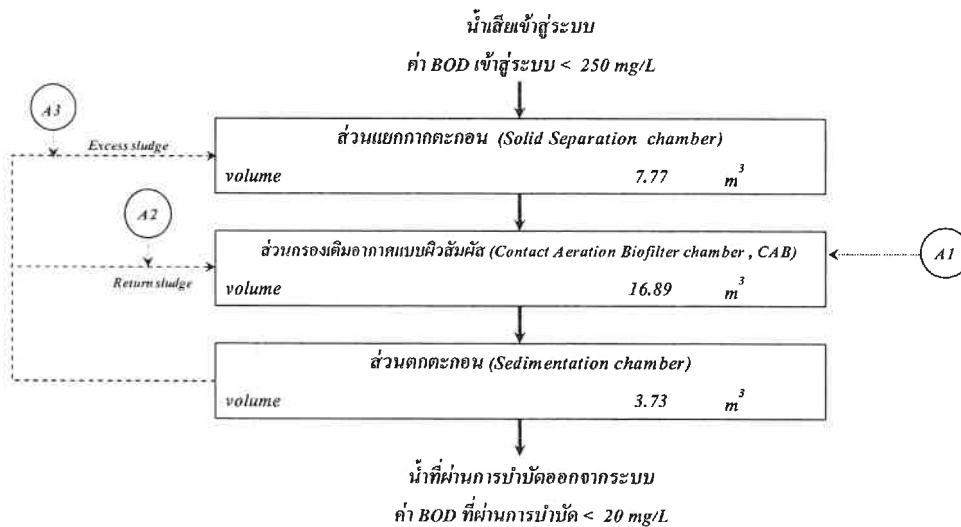 น้ำเสียเข้าสู่ระบบ
ค่า BOD เข้าสู่ระบบ < 250 mg/L
A3
Excess sludge
ส่วนแยกกากตะกอน (Solid Separation chamber)
volume 7.77 m³
A2
Return sludge
ส่วนกรองเติมอากาศแบบผิวสัมผัส (Contact Aeration Biofilter chamber , CAB)
volume 16.89 m³
A1
ส่วนตกตะกอน (Sedimentation chamber)
volume 3.73 m³
น้ำที่ผ่านการบำบัดออกจากระบบ
ค่า BOD ที่ผ่านการบำบัด < 20 mg/L